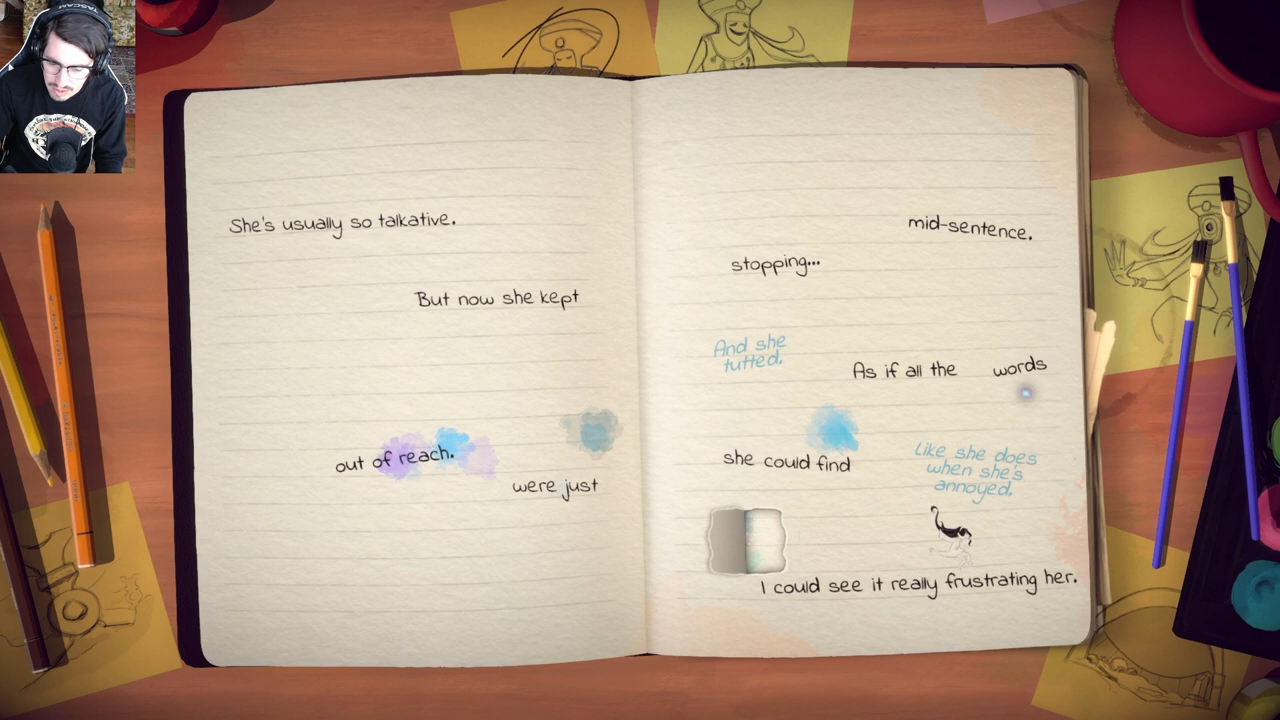 She's usually so talkative.
But now she kept
out of reach.
were just
mid-sentence.
stopping...
And she
tutted.
As if all the words
she could find
Like she does
when she's
annoyed.
I could see it really frustrating her.
TASCAM